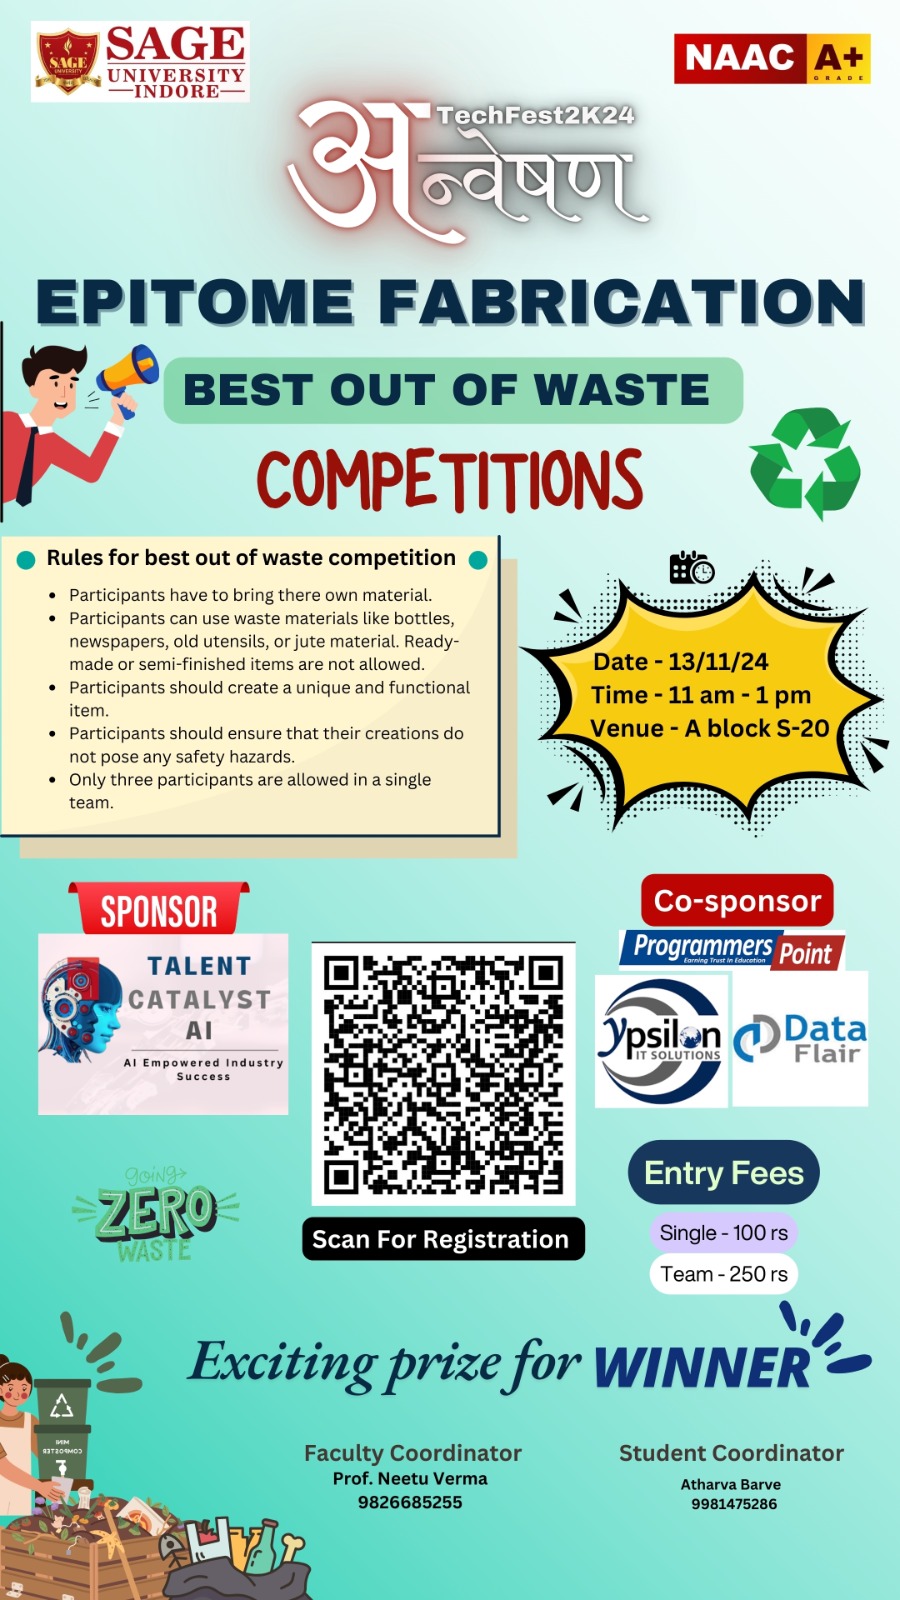 SAGE
UNIVERSITY
INDORE
SAGE
UNIVERSITY
NAAC A+
GRADE
TechFest2K24
अन्वेषण
EPITOME FABRICATION
BEST OUT OF WASTE
COMPETITIONS
Rules for best out of waste competition
• Participants have to bring there own material.
• Participants can use waste materials like bottles,
newspapers, old utensils, or jute material. Ready-
made or semi-finished items are not allowed.
• Participants should create a unique and functional
item.
• Participants should ensure that their creations do
not pose any safety hazards.
• Only three participants are allowed in a single
team.
Date - 13/11/24
Time - 11 am - 1 pm
Venue - A block S-20
SPONSOR
TALENT
CATALYST
AI
AI Empowered Industry
Success
Co-sponsor
Programmers Point
Earning Trust in Education
Ypsilon
IT SOLUTIONS
Data
Flair
going
ZERO
WASTE
Scan For Registration
Entry Fees
Single - 100 rs
Team - 250 rs
Exciting prize for WINNER
MINI
COMPOSTER
Faculty Coordinator
Prof. Neetu Verma
9826685255
Student Coordinator
Atharva Barve
9981475286